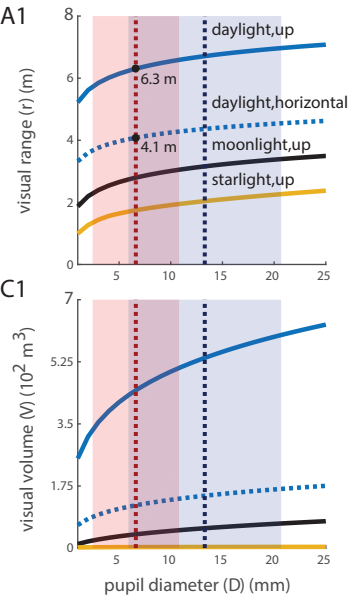 A1
visual range (r) (m)
8
6
4
2
0
daylight,up
6.3 m
daylight,horizontal
4.1 m
moonlight,up
starlight,up
5
10
15
20
25
C1
visual volume (V) (10² m³)
7
5.25
3.5
1.75
0
5
10
15
20
25
pupil diameter (D) (mm)